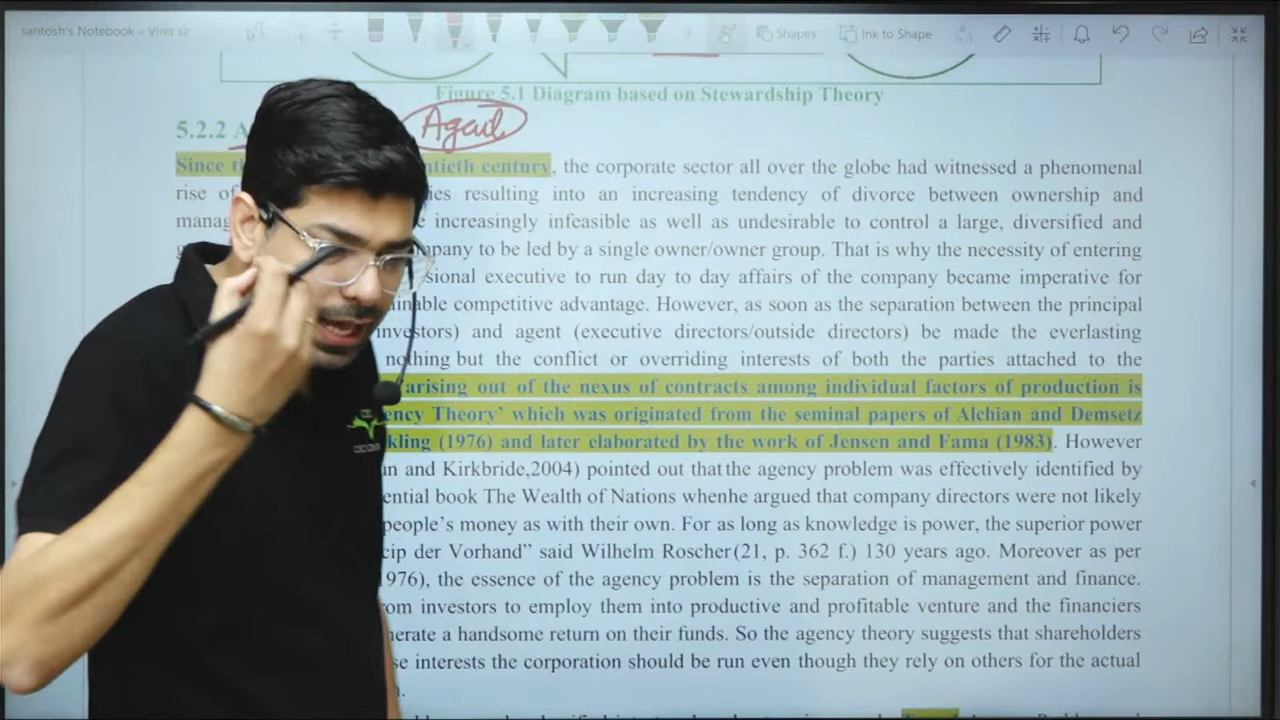 santosh's Notebook – Vinit sir
Shapes
Ink to Shape
Figure 5.1 Diagram based on Stewardship Theory
5.2.2 A
Since th ntieth century, the corporate sector all over the globe had witnessed a phenomenal
rise of ies resulting into an increasing tendency of divorce between ownership and
manag e increasingly infeasible as well as undesirable to control a large, diversified and
g pany to be led by a single owner/owner group. That is why the necessity of entering
sional executive to run day to day affairs of the company became imperative for
inable competitive advantage. However, as soon as the separation between the principal
investors) and agent (executive directors/outside directors) be made the everlasting
nothing but the conflict or overriding interests of both the parties attached to the
arising out of the nexus of contracts among individual factors of production is
ency Theory' which was originated from the seminal papers of Alchian and Demsetz
kling (1976) and later elaborated by the work of Jensen and Fama (1983). However
n and Kirkbride,2004) pointed out that the agency problem was effectively identified by
ential book The Wealth of Nations whenhe argued that company directors were not likely
people's money as with their own. For as long as knowledge is power, the superior power
cip der Vorhand” said Wilhelm Roscher(21, p. 362 f.) 130 years ago. Moreover as per
1976), the essence of the agency problem is the separation of management and finance.
om investors to employ them into productive and profitable venture and the financiers
nerate a handsome return on their funds. So the agency theory suggests that shareholders
se interests the corporation should be run even though they rely on others for the actual